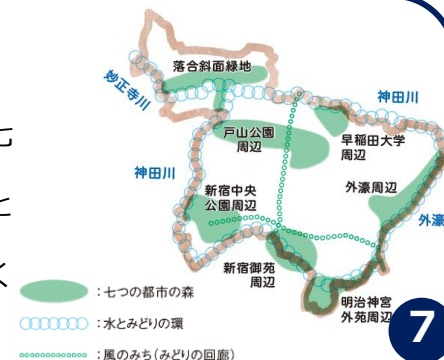 落合斜面緑地
妙正寺川
神田川
戸山公園
周辺
早稲田大学
周辺
神田川
外濠周辺
新宿中央
公園周辺
外濠
新宿御苑
周辺
明治神宮
外苑周辺
七
と
く
:七つの都市の森
:水とみどりの環
:風のみち(みどりの回廊)
7